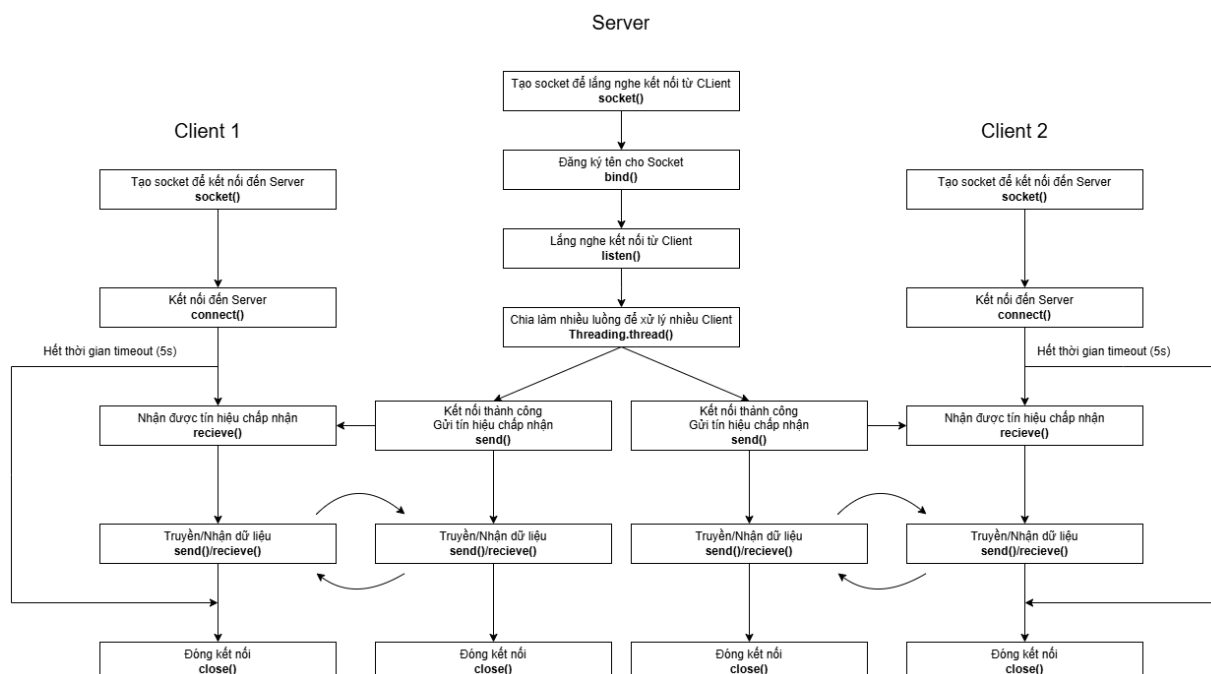 Server
Tạo socket để lắng nghe kết nối từ CLient
socket()
Client 1
Client 2
Đăng ký tên cho Socket
bind()
Tạo socket để kết nối đến Server
socket()
Tạo socket để kết nối đến Server
socket()
Lắng nghe kết nối từ Client
listen()
Kết nối đến Server
connect()
Chia làm nhiều luồng để xử lý nhiều Client
Threading.thread()
Kết nối đến Server
connect()
Hết thời gian timeout (5s)
Hết thời gian timeout (5s)
Nhận được tín hiệu chấp nhận
recieve()
Kết nối thành công
Gửi tín hiệu chấp nhận
send()
Kết nối thành công
Gửi tín hiệu chấp nhận
send()
Nhận được tín hiệu chấp nhận
recieve()
Truyền/Nhận dữ liệu
send()/recieve()
Truyền/Nhận dữ liệu
send()/recieve()
Truyền/Nhận dữ liệu
send()/recieve()
Truyền/Nhận dữ liệu
send()/recieve()
Đóng kết nối
close()
Đóng kết nối
close()
Đóng kết nối
close()
Đóng kết nối
close()